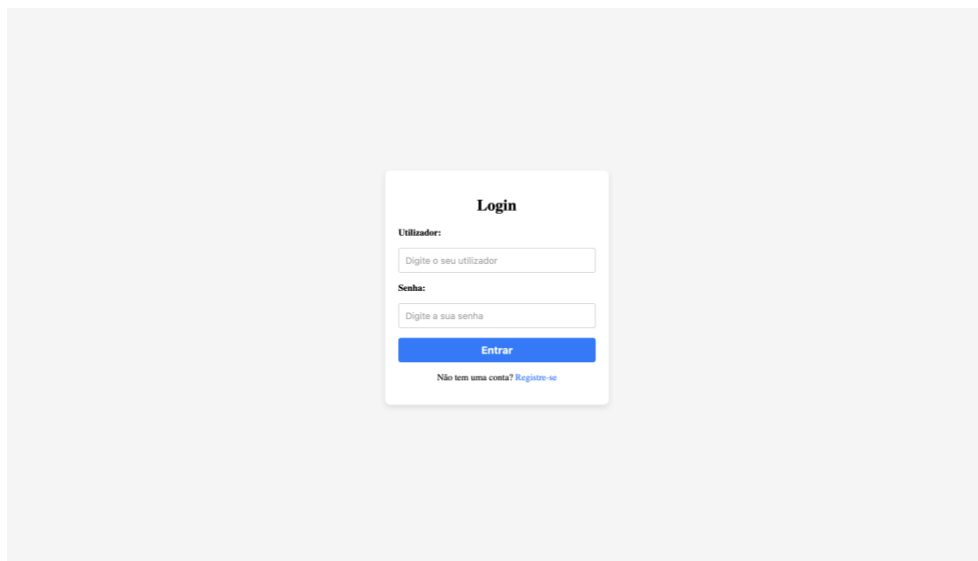 Login
Utilizador:
Digite o seu utilizador
Senha:
Digite a sua senha
Entrar
Não tem uma conta? Registre-se